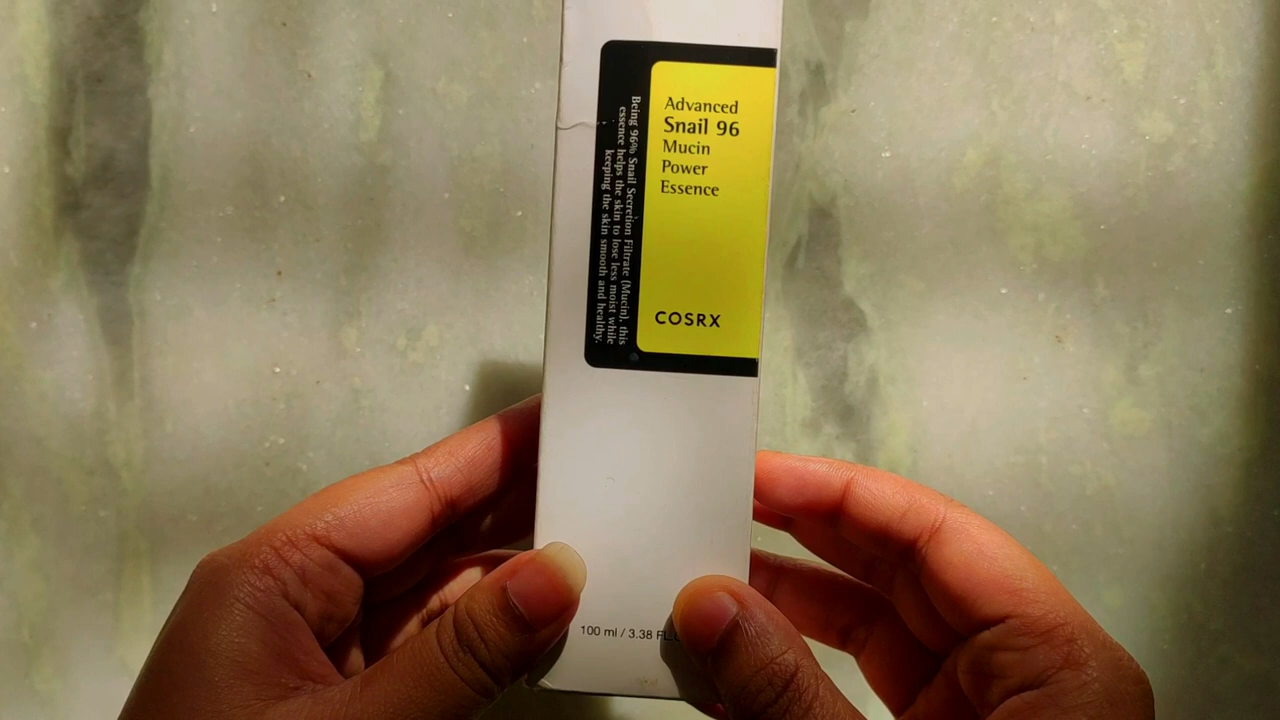 Advanced
Snail 96
Mucin
Power
Essence
COSRX
Being 96% Snail Secretion Filtrate (Mucin), this
essence helps the skin to lose less moist while
keeping the skin smooth and healthy.
100 ml / 3.38 FL.